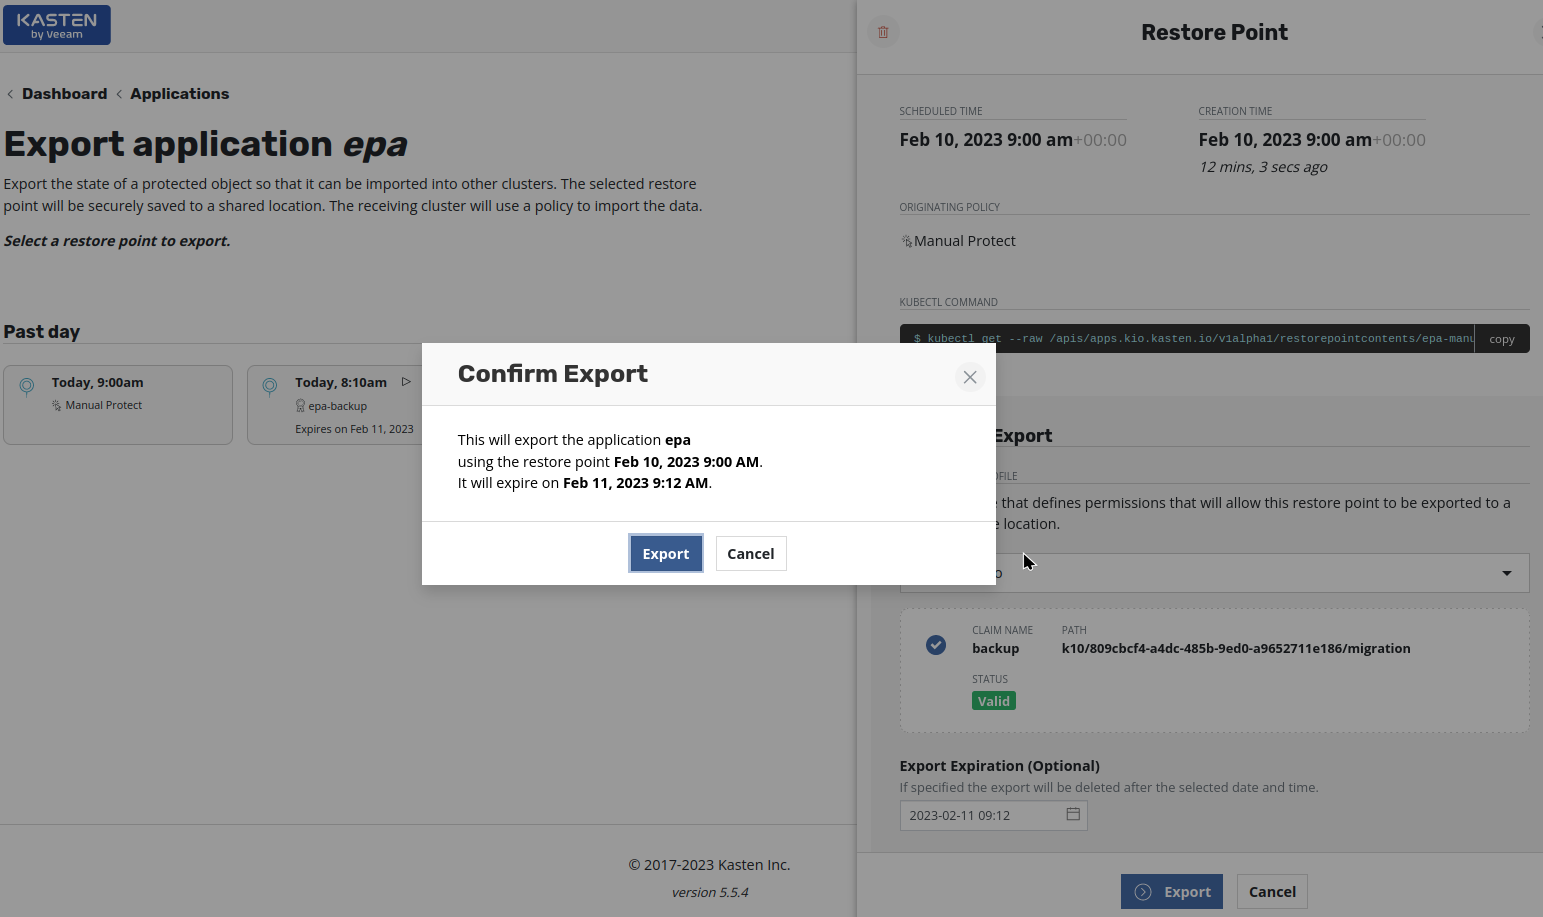 KASTEN
by Veeam
Dashboard
Applications
Export application epa
Export the state of a protected object so that it can be imported into other clusters. The selected restore
point will be securely saved to a shared location. The receiving cluster will use a policy to import the data.
Select a restore point to export.
Past day
Today, 9:00am
Manual Protect
Today, 8:10am
epa-backup
Expires on Feb 11, 2023
Confirm Export
This will export the application epa
using the restore point Feb 10, 2023 9:00 AM.
It will expire on Feb 11, 2023 9:12 AM.
Export
Cancel
Restore Point
SCHEDULED TIME
Feb 10, 2023 9:00 am+00:00
CREATION TIME
Feb 10, 2023 9:00 am+00:00
12 mins, 3 secs ago
ORIGINATING POLICY
Manual Protect
KUBECTL COMMAND
$ kubectl get --raw /apis/apps.kio.kasten.io/v1alpha1/restorepointcontents/epa-manu
copy
Export
that defines permissions that will allow this restore point to be exported to a
location.
CLAIM NAME
backup
PATH
k10/809cbcf4-a4dc-485b-9ed0-a9652711e186/migration
STATUS
Valid
Export Expiration (Optional)
If specified the export will be deleted after the selected date and time.
2023-02-11 09:12
Export
Cancel
© 2017-2023 Kasten Inc.
version 5.5.4